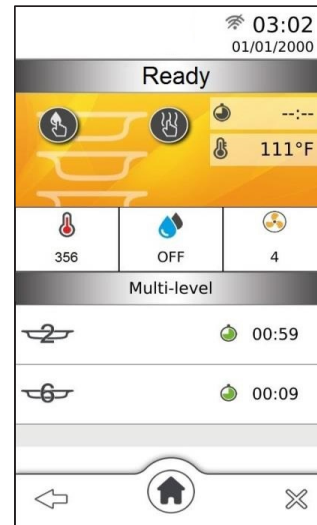 03:02
01/01/2000
Ready
--:--
111°F
356 OFF 4
Multi-level
2 00:59
6 00:09